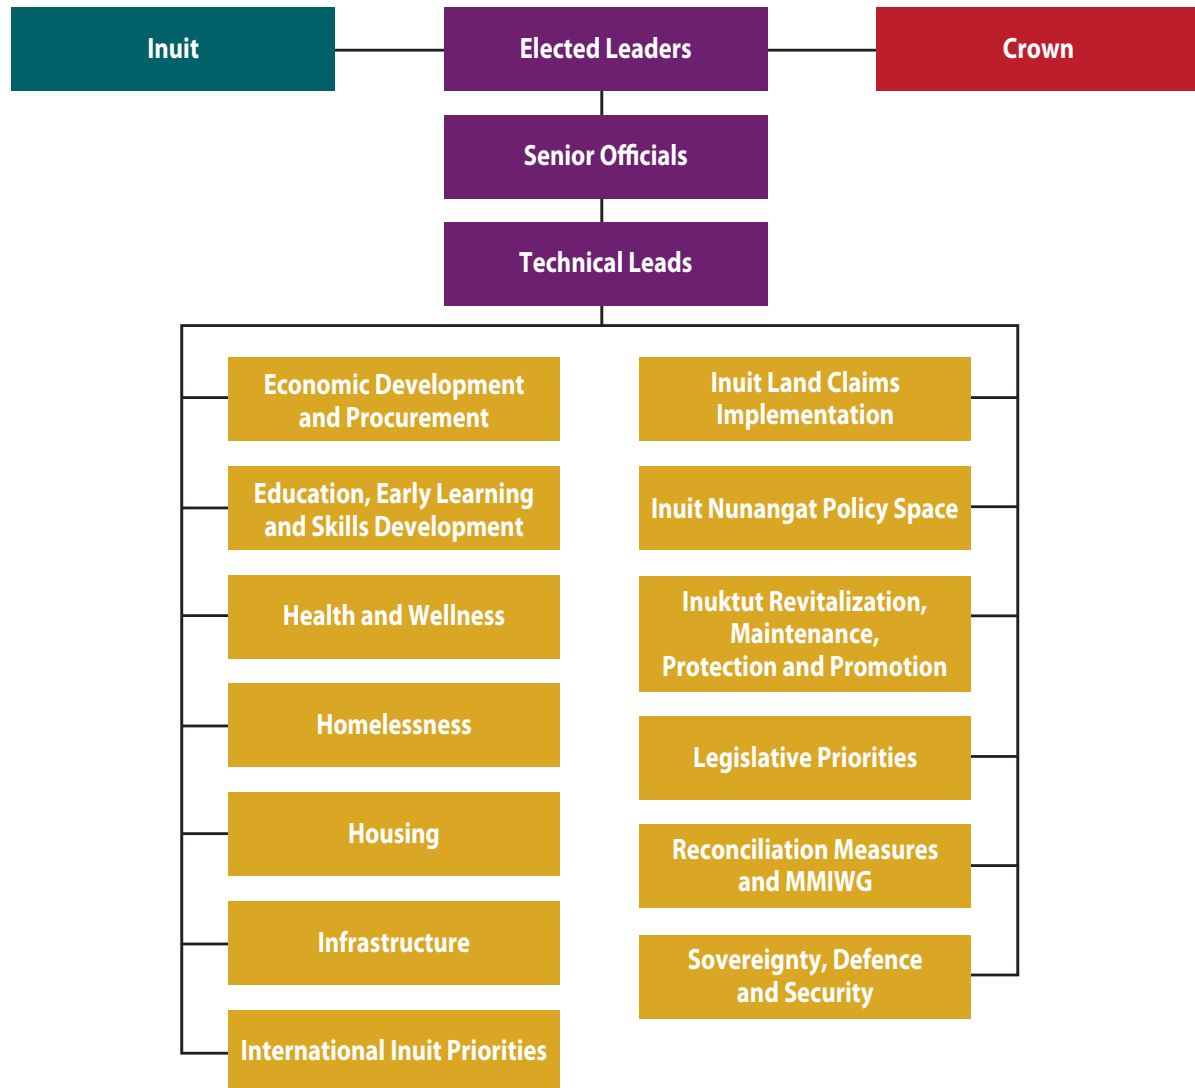 Inuit
Elected Leaders
Crown
Senior Officials
Technical Leads
Economic Development
and Procurement
Education, Early Learning
and Skills Development
Health and Wellness
Homelessness
Housing
Infrastructure
International Inuit Priorities
Inuit Land Claims
Implementation
Inuit Nunangat Policy Space
Inuktut Revitalization,
Maintenance,
Protection and Promotion
Legislative Priorities
Reconciliation Measures
and MMIWG
Sovereignty, Defence
and Security